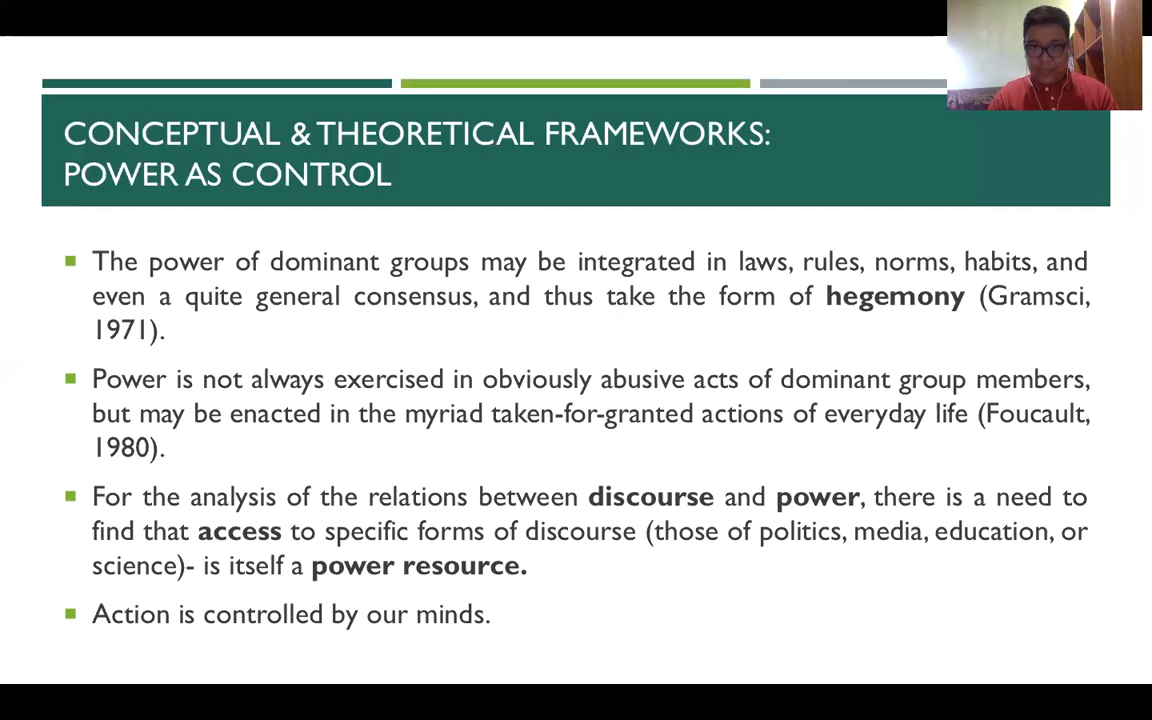 CONCEPTUAL & THEORETICAL FRAMEWORKS:
POWER AS CONTROL
The power of dominant groups may be integrated in laws, rules, norms, habits, and
even a quite general consensus, and thus take the form of hegemony (Gramsci,
1971).
Power is not always exercised in obviously abusive acts of dominant group members,
but may be enacted in the myriad taken-for-granted actions of everyday life (Foucault,
1980).
For the analysis of the relations between discourse and power, there is a need to
find that access to specific forms of discourse (those of politics, media, education, or
science)- is itself a power resource.
Action is controlled by our minds.